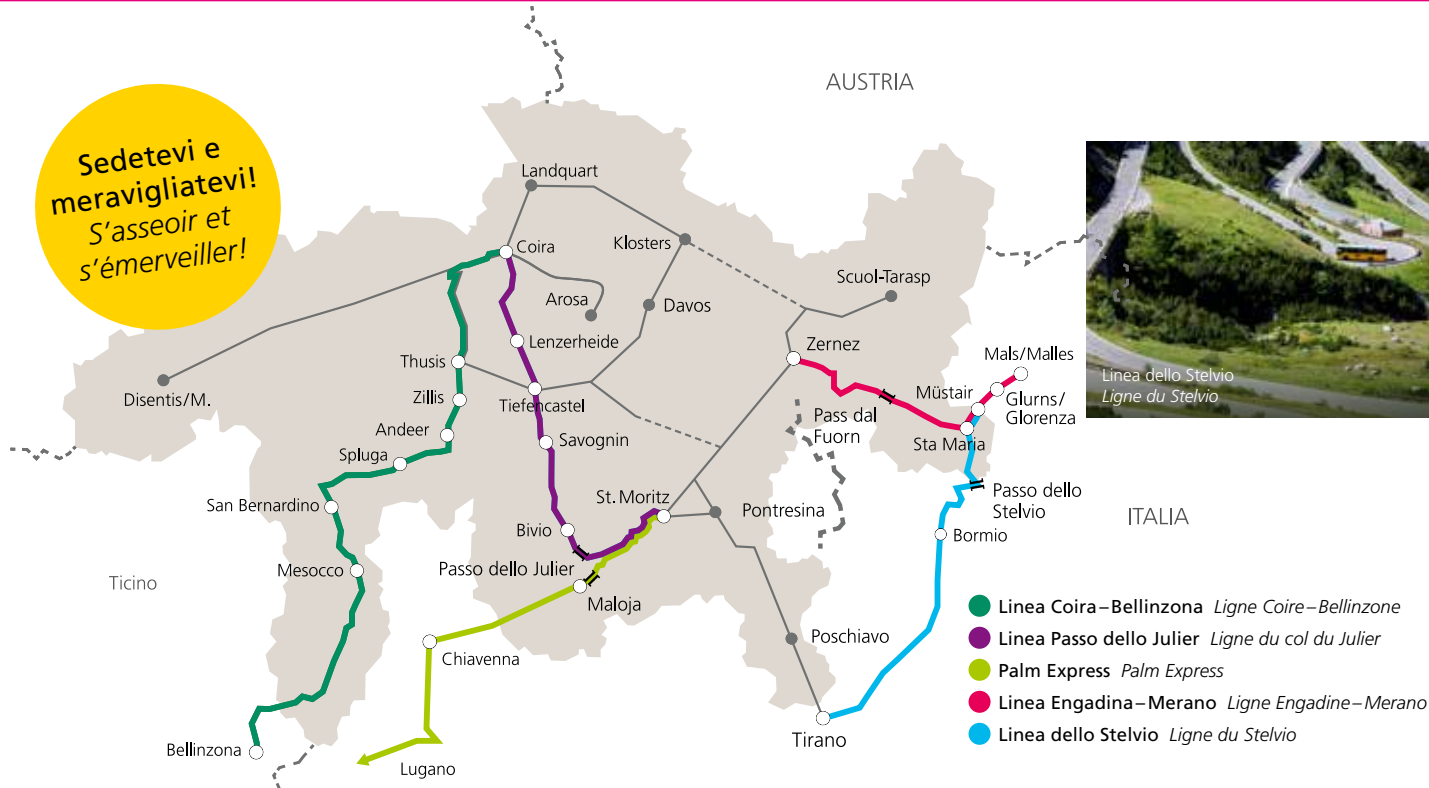 AUSTRIA
Sedetevi e
meravigliatevi!
S'asseoir et
s'émerveiller!
Landquart
Coira
Klosters
Arosa
Davos
Scuol-Tarasp
Lenzerheide
Zernez
Thusis
Disentis/M.
Zillis
Tiefencastel
Andeer
Savognin
Spluga
San Bernardino
St. Moritz
Bivio
Pontresina
Mesocco
Passo dello Julier
Maloja
Ticino
Chiavenna
Poschiavo
Bellinzona
Lugano
Tirano
Pass dal
Fuorn
Mals/Malles
Müstair
Glurns/
Glorenza
Sta Maria
Passo dello
Stelvio
Bormio
ITALIA
Linea dello Stelvio
Ligne du Stelvio
Linea Coira–Bellinzona Ligne Coire–Bellinzone
Linea Passo dello Julier Ligne du col du Julier
Palm Express Palm Express
Linea Engadina–Merano Ligne Engadine–Merano
Linea dello Stelvio Ligne du Stelvio